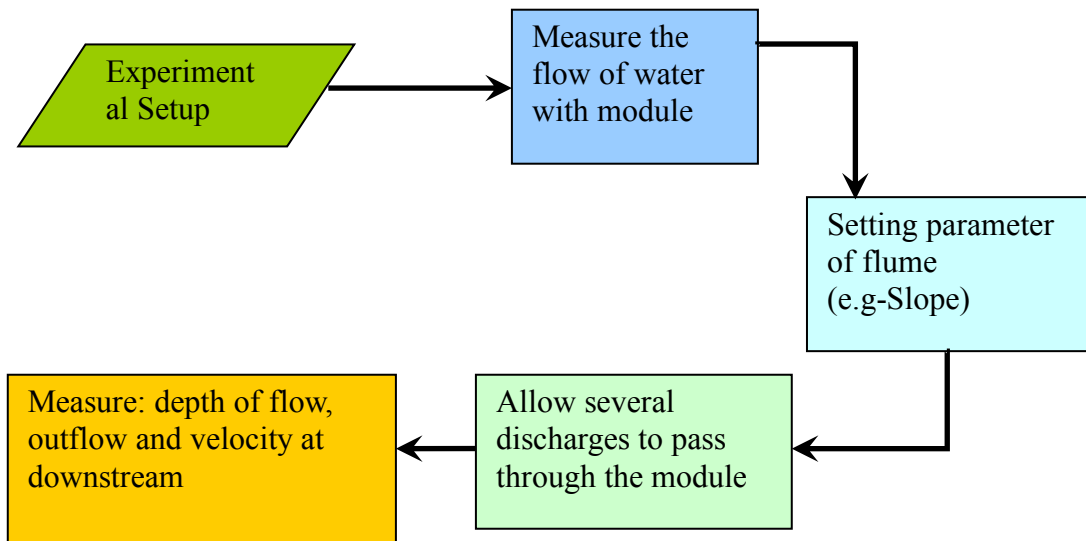 Experiment
al Setup
Measure the
flow of water
with module
Setting parameter
of flume
(e.g-Slope)
Allow several
discharges to pass
through the module
Measure: depth of flow,
outflow and velocity at
downstream